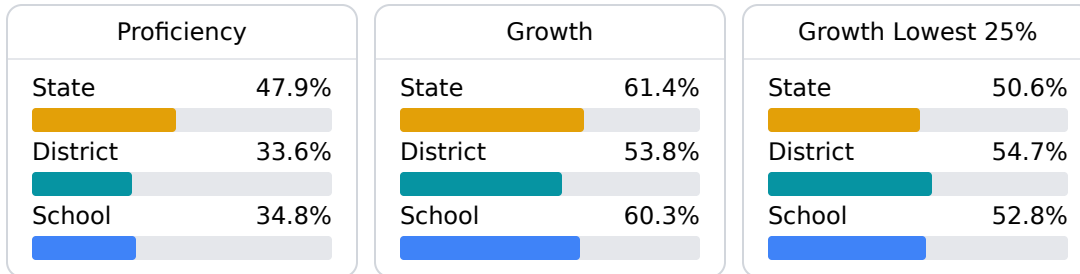 Proficiency
State 47.9%
District 33.6%
School 34.8%
Growth
State 61.4%
District 53.8%
School 60.3%
Growth Lowest 25%
State 50.6%
District 54.7%
School 52.8%